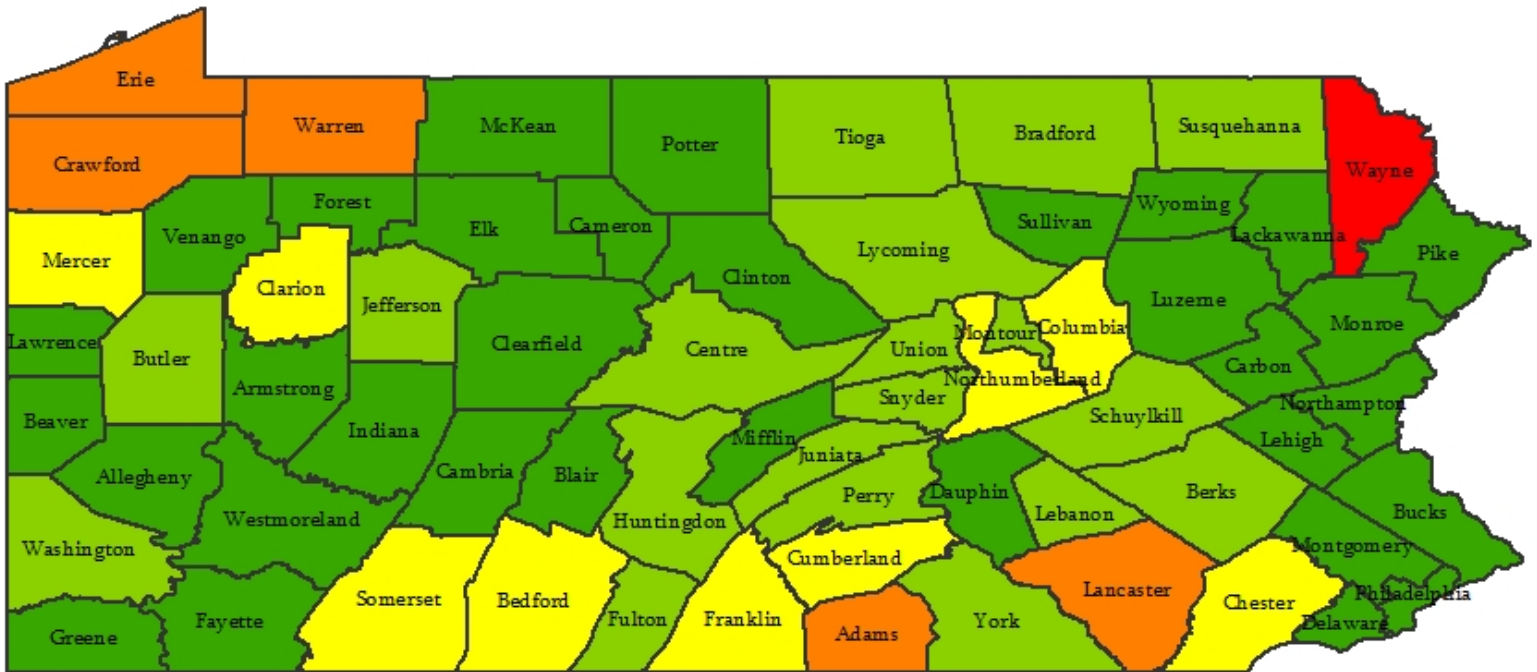 Erie
Warren
McKean
Potter
Tioga
Bradford
Susquehanna
Wayne
Crawford
Forest
Venango
Elk
Cameron
Lycoming
Sullivan
Wyoming
Lackawanna
Pike
Mercer
Clarion
Jefferson
Clinton
Luzerne
Monroe
Lawrence
Butler
Clearfield
Centre
Union
Montour
Columbia
Carbon
Beaver
Armstrong
Indiana
Snyder
Northumberland
Schuylkill
Northampton
Lehigh
Allegheny
Cambria
Blair
Mifflin
Juniata
Perry
Dauphin
Lebanon
Berks
Bucks
Washington
Westmoreland
Huntingdon
Cumberland
Montgomery
Greene
Fayette
Somerset
Bedford
Fulton
Franklin
Adams
York
Lancaster
Chester
Philadelphia
Delaware